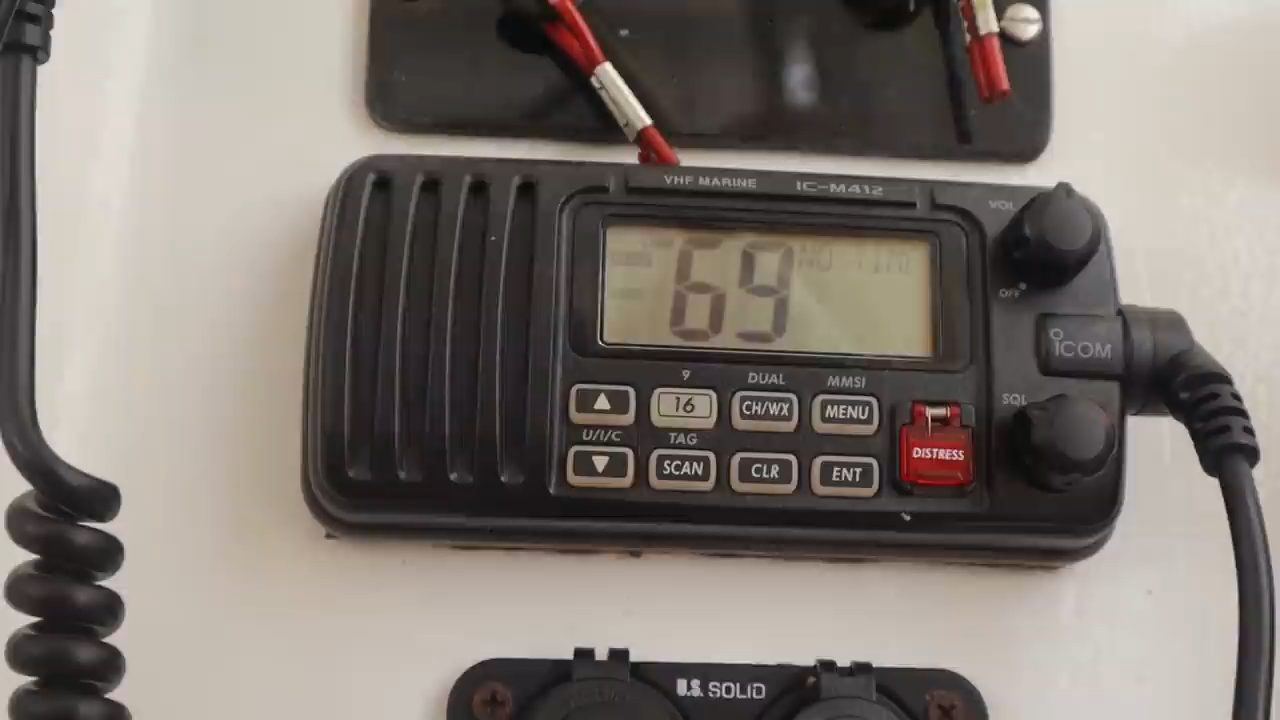 VHF MARINE IC-M412
VOL
69
OFF
ICOM
9 DUAL MMSI
16 CH/WX MENU
SQL
U/I/C TAG
DISTRESS
SCAN CLR ENT
U.S. SOLID